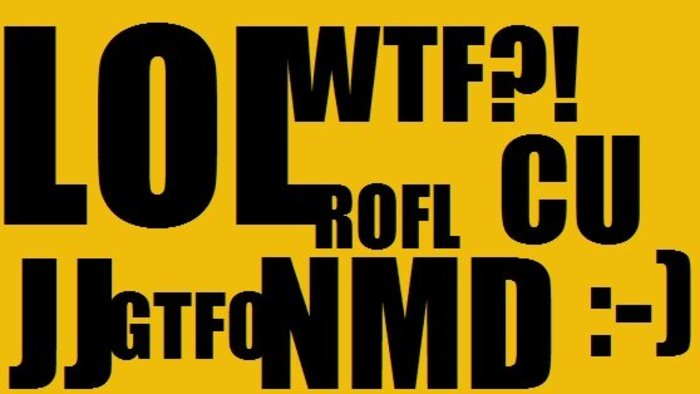 LOL WTF?!
ROFL CU
JJ GTFO NMD :-)